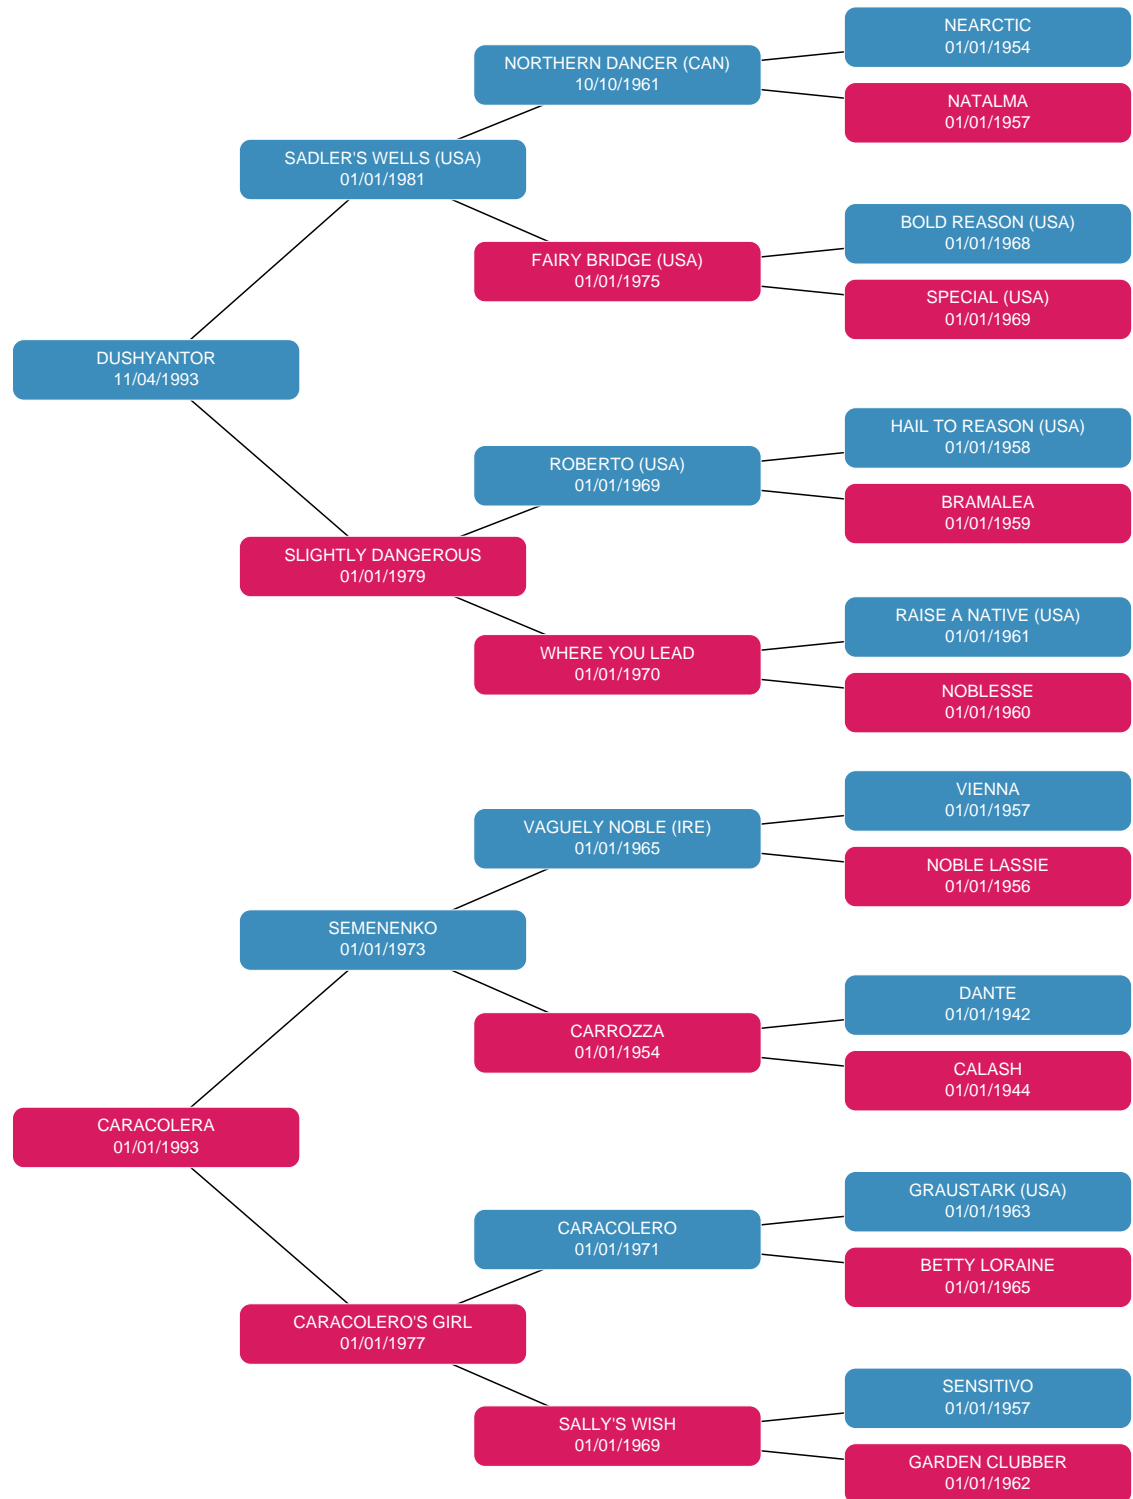 NEARCTIC
01/01/1954
NORTHERN DANCER (CAN)
10/10/1961
NATALMA
01/01/1957
SADLER'S WELLS (USA)
01/01/1981
BOLD REASON (USA)
01/01/1968
FAIRY BRIDGE (USA)
01/01/1975
SPECIAL (USA)
01/01/1969
DUSHYANTOR
11/04/1993
HAIL TO REASON (USA)
01/01/1958
ROBERTO (USA)
01/01/1969
BRAMALEA
01/01/1959
SLIGHTLY DANGEROUS
01/01/1979
RAISE A NATIVE (USA)
01/01/1961
WHERE YOU LEAD
01/01/1970
NOBLESSE
01/01/1960
VIENNA
01/01/1957
VAGUELY NOBLE (IRE)
01/01/1965
NOBLE LASSIE
01/01/1956
SEMENENKO
01/01/1973
DANTE
01/01/1942
CARROZZA
01/01/1954
CALASH
01/01/1944
CARACOLERA
01/01/1993
GRAUSTARK (USA)
01/01/1963
CARACOLERO
01/01/1971
BETTY LORAINE
01/01/1965
CARACOLERO'S GIRL
01/01/1977
SENSITIVO
01/01/1957
SALLY'S WISH
01/01/1969
GARDEN CLUBBER
01/01/1962